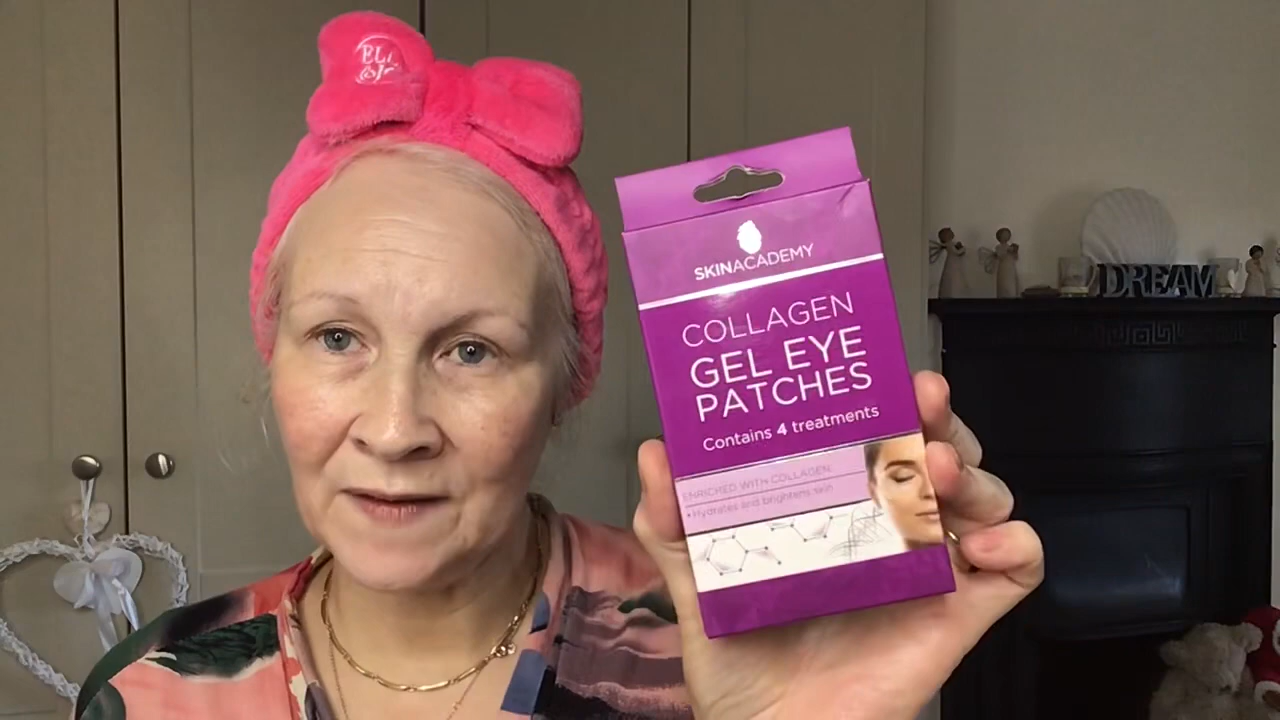 SKINACADEMY
COLLAGEN
GEL EYE
PATCHES
Contains 4 treatments
ENRICHED WITH COLLAGEN:
• Hydrates and brightens skin
DREAM